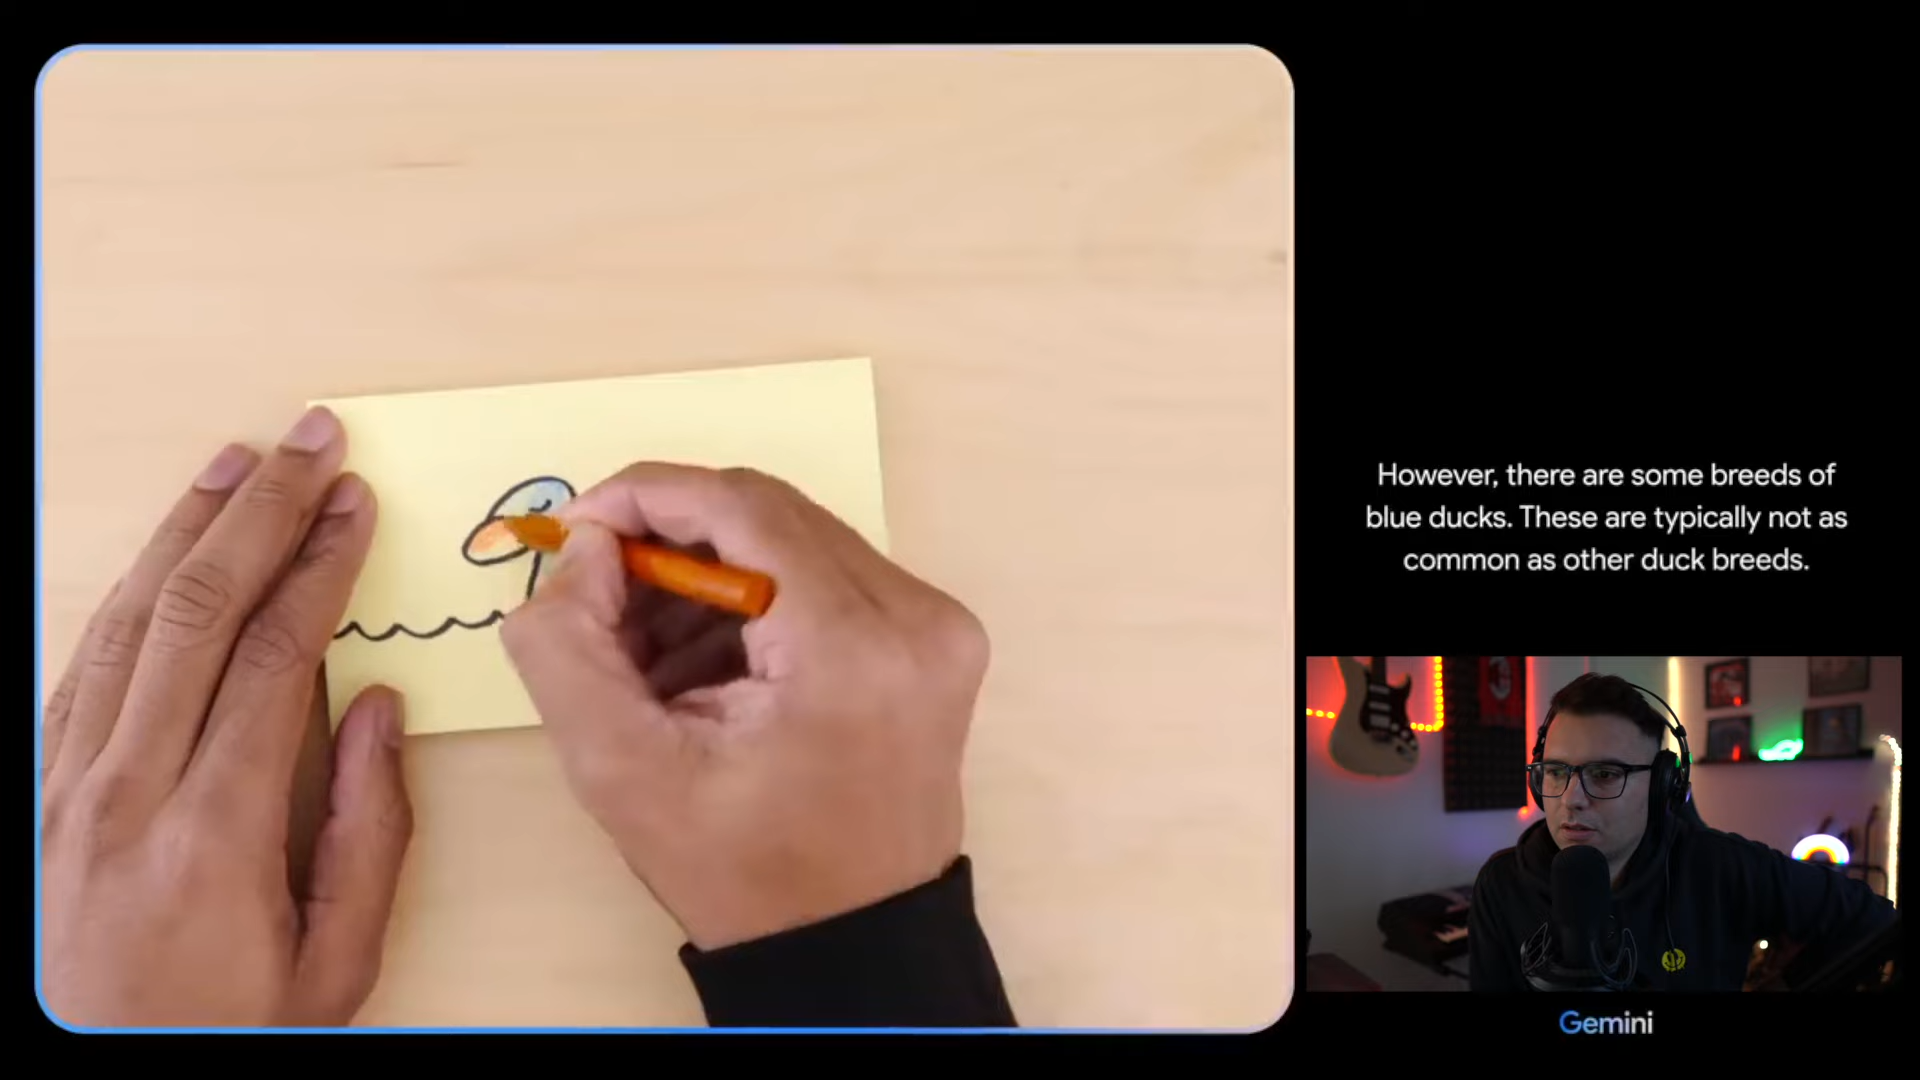 However, there are some breeds of
blue ducks. These are typically not as
common as other duck breeds.
Gemini